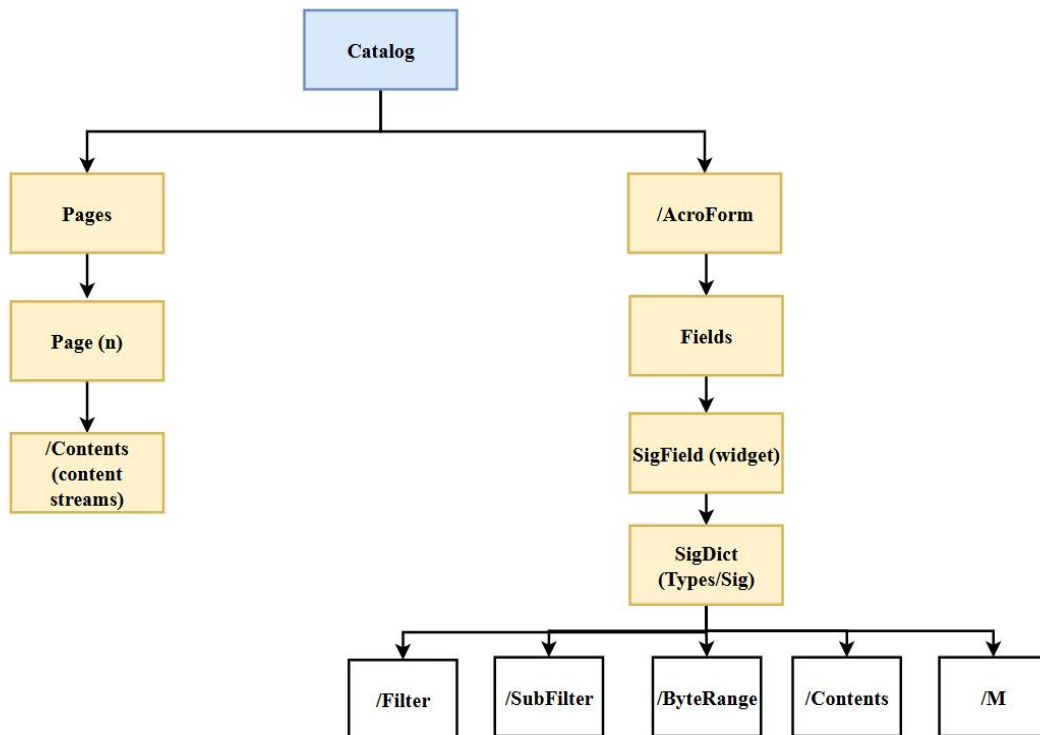 Catalog
Pages
/AcroForm
Page (n)
Fields
/Contents
(content
streams)
SigField (widget)
SigDict
(Types/Sig)
/Filter
/SubFilter
/ByteRange
/Contents
/M